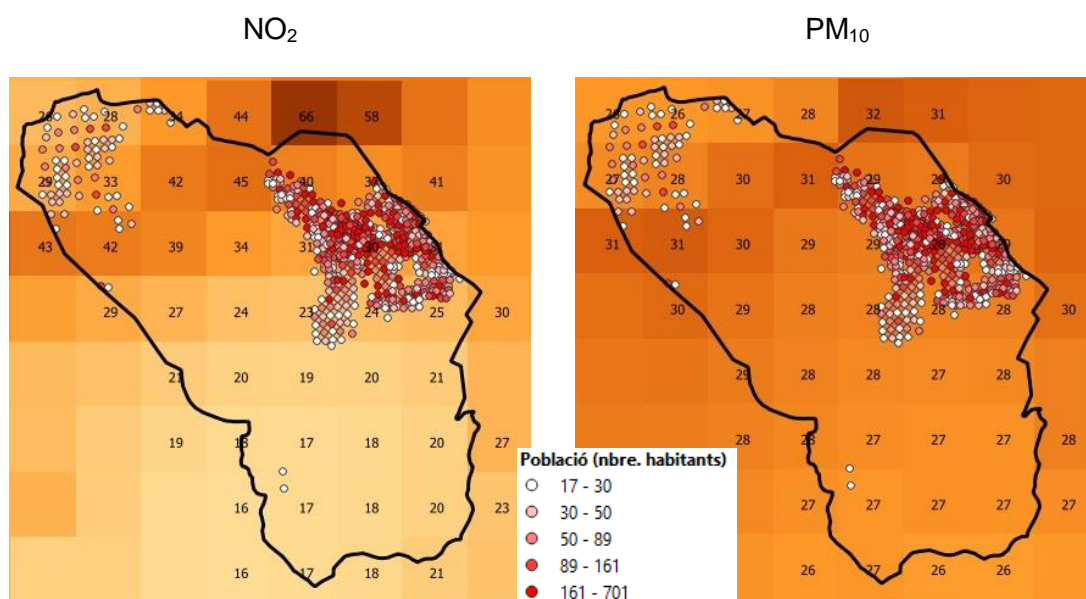 NO₂ PM₁₀
28 44 66 58
26 27 28 32 31
29 33 42 45 40 37 41
27 28 30 31 29 29 30
43 42 39 34 31 30 31
31 31 30 29 29 28 29
29 27 24 23 24 25 30
30 29 28 28 28 28 30
21 20 19 20 21
29 28 28 27 28
19 18 17 18 20 27
28 28 27 27 27 28
Població (nbre. habitants)
17 - 30
30 - 50
50 - 89
89 - 161
161 - 701
16 17 18 20 23
27 27 27 27
16 17 18 21
26 27 26 26